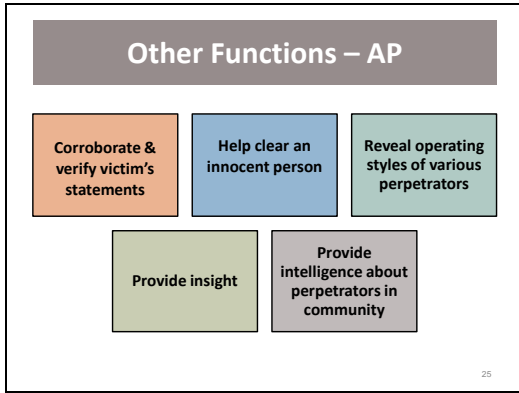 Other Functions – AP
Corroborate &
verify victim's
statements
Help clear an
innocent person
Reveal operating
styles of various
perpetrators
Provide insight
Provide
intelligence about
perpetrators in
community
25